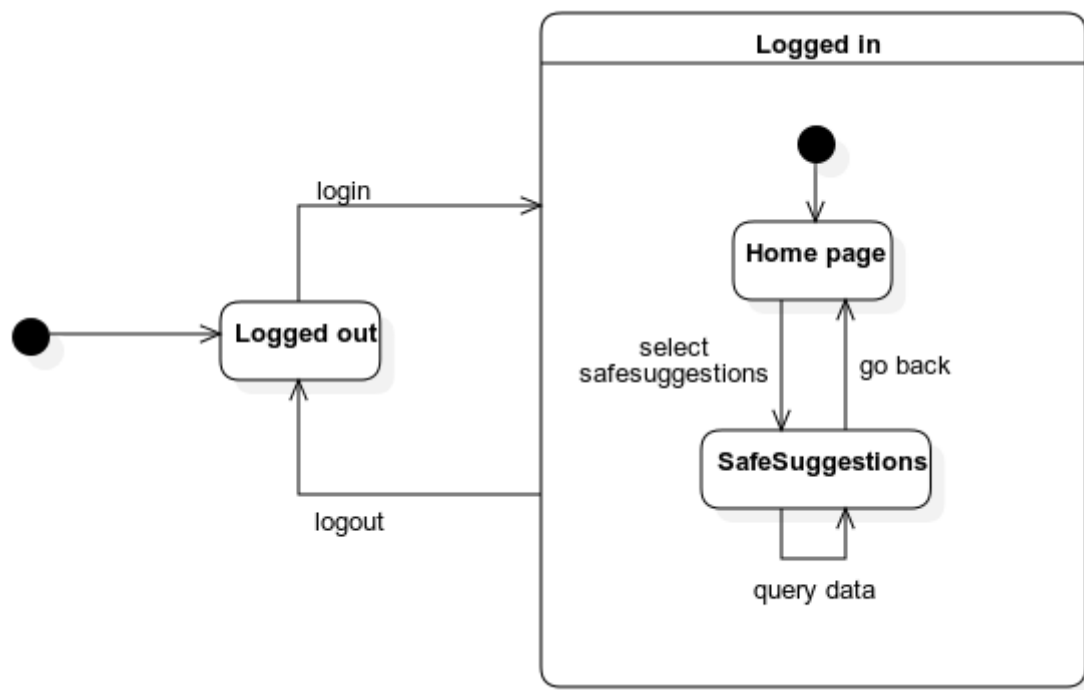 Logged in
login
Home page
Logged out
select
safesuggestions
go back
SafeSuggestions
logout
query data